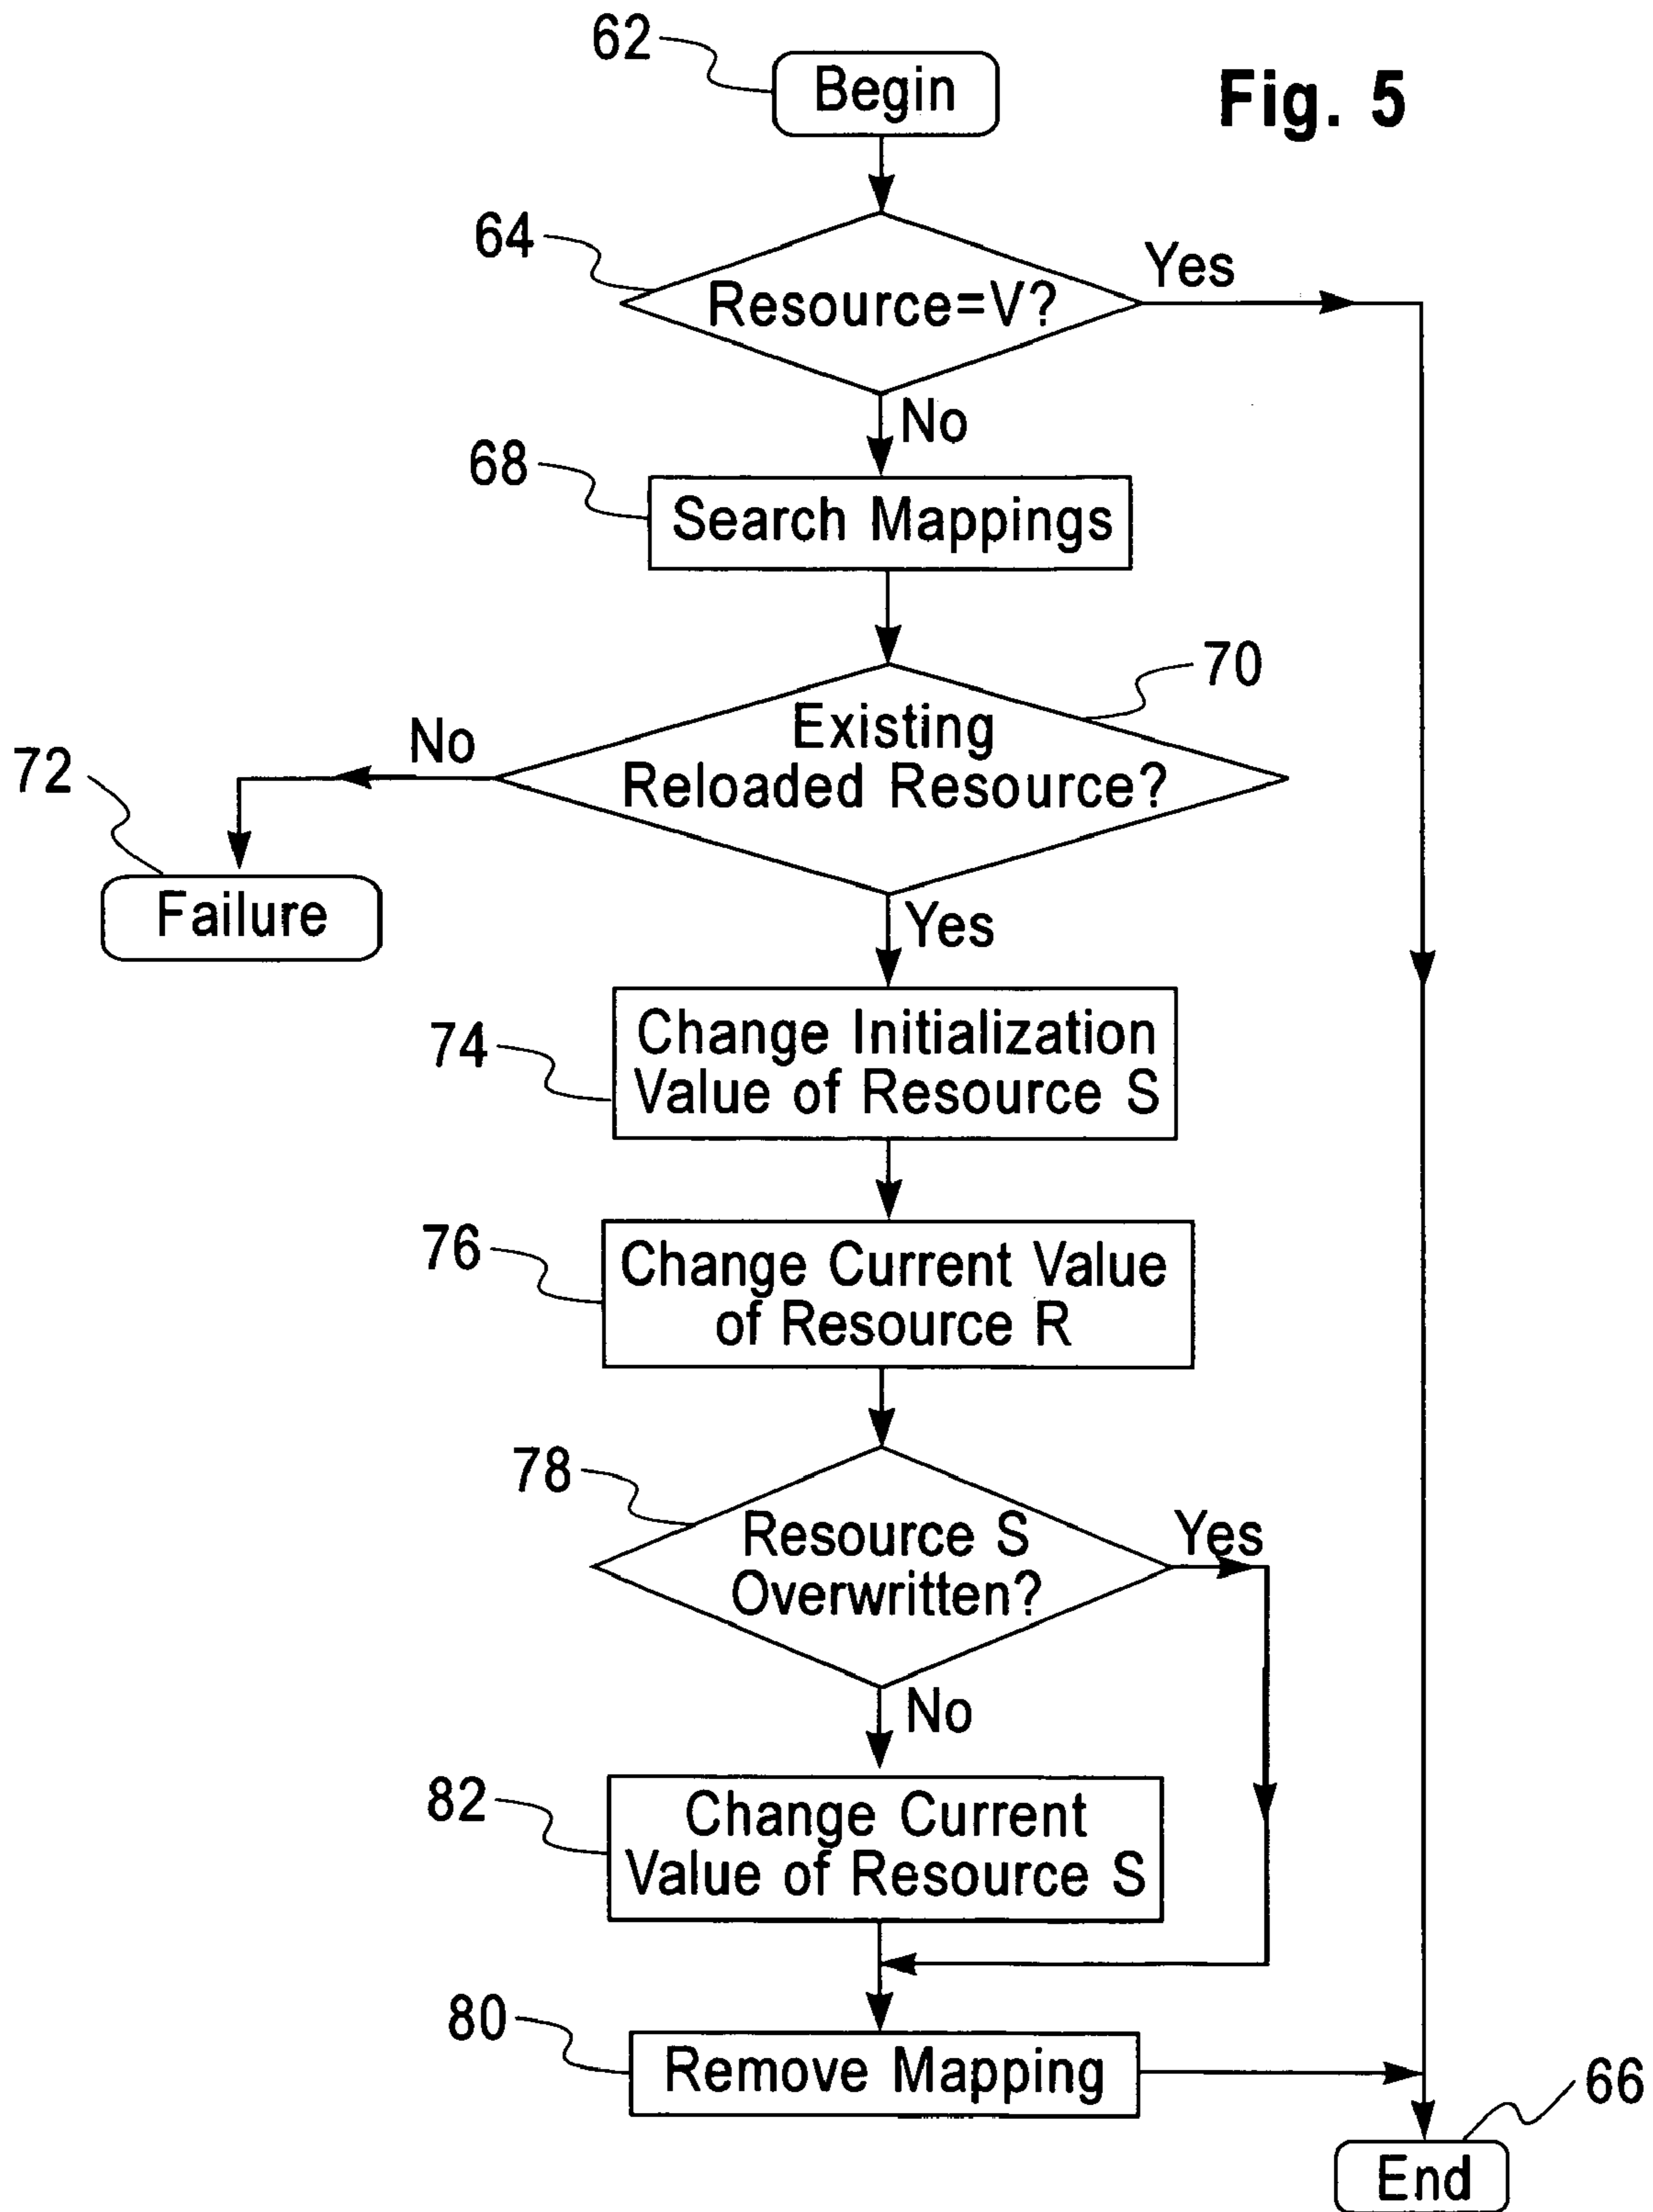 62
Begin
Fig. 5
64
Yes
Resource=V?
No
68
Search Mappings
70
Existing
Reloaded Resource?
No
72
Failure
Yes
74
Change Initialization
Value of Resource S
76
Change Current Value
of Resource R
78
Resource S
Overwritten?
Yes
No
82
Change Current
Value of Resource S
80
Remove Mapping
66
End